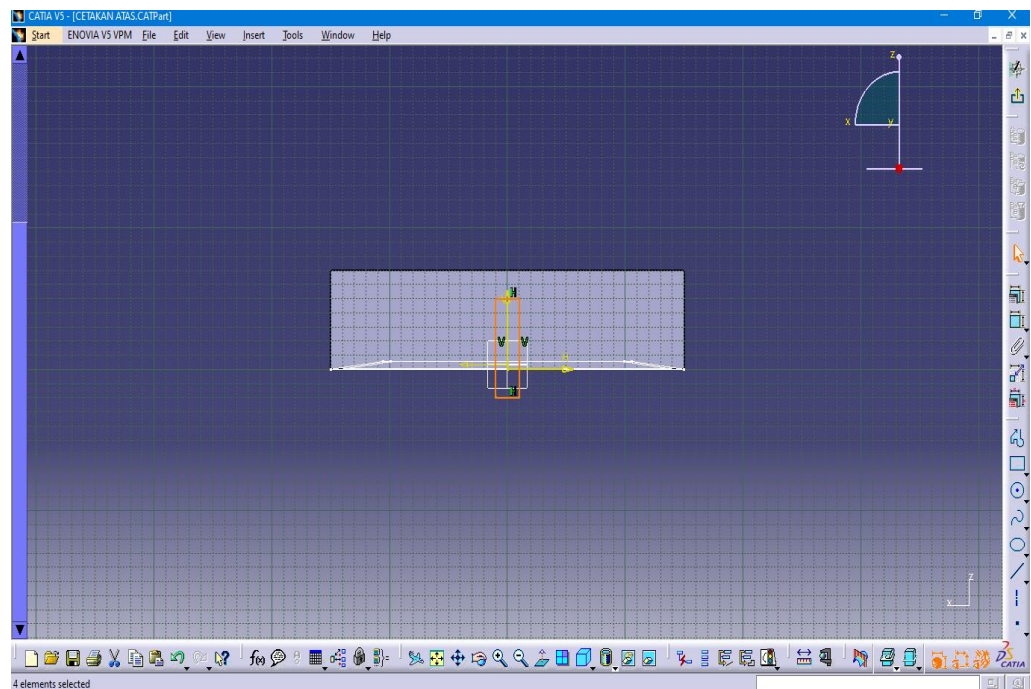 CATIA V5 - [CETAKAN ATAS.CATPart]
Start ENOVIA V5 VPM File Edit View Insert Tools Window Help
z
x y
H
V V
H
H
z
x
f(x)
CATIA
4 elements selected